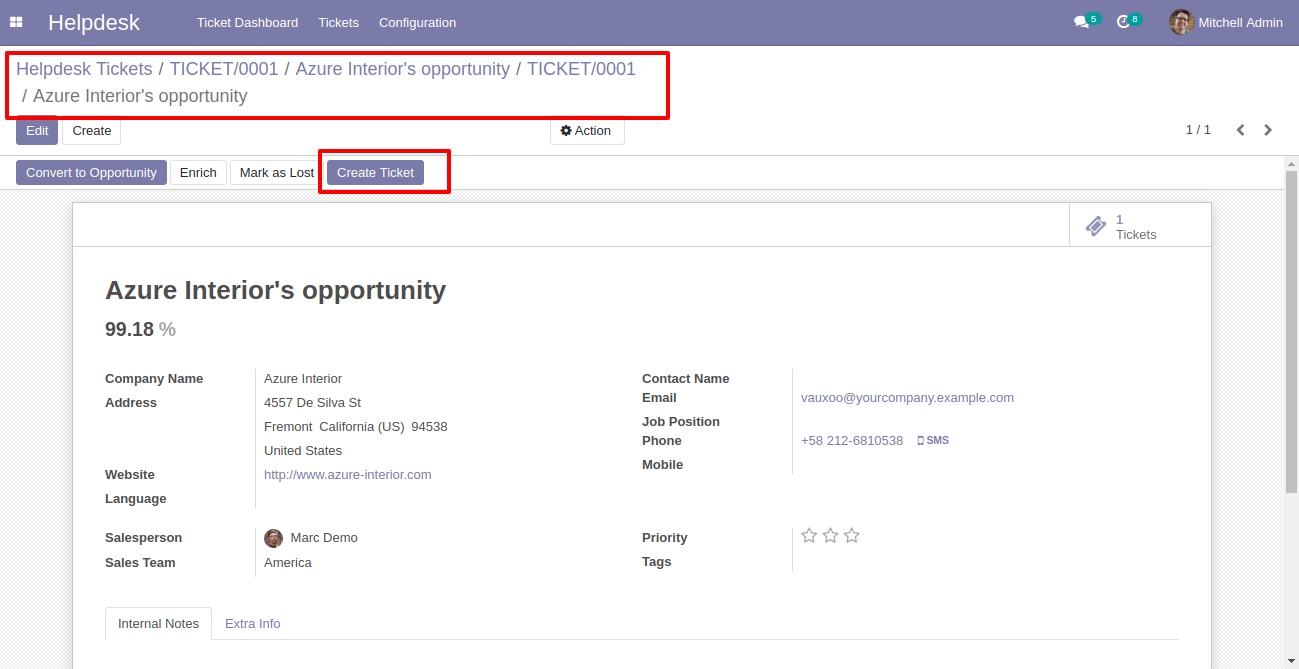 Helpdesk Ticket Dashboard Tickets Configuration 5 8 Mitchell Admin
Helpdesk Tickets / TICKET/0001 / Azure Interior's opportunity / TICKET/0001
/ Azure Interior's opportunity
Edit Create Action 1 / 1
Convert to Opportunity Enrich Mark as Lost Create Ticket
1
Tickets
Azure Interior's opportunity
99.18 %
Company Name Azure Interior
Address 4557 De Silva St
Fremont California (US) 94538
United States
Website http://www.azure-interior.com
Language
Contact Name
Email vauxoo@yourcompany.example.com
Job Position
Phone +58 212-6810538 SMS
Mobile
Salesperson Marc Demo
Sales Team America
Priority
Tags
Internal Notes Extra Info